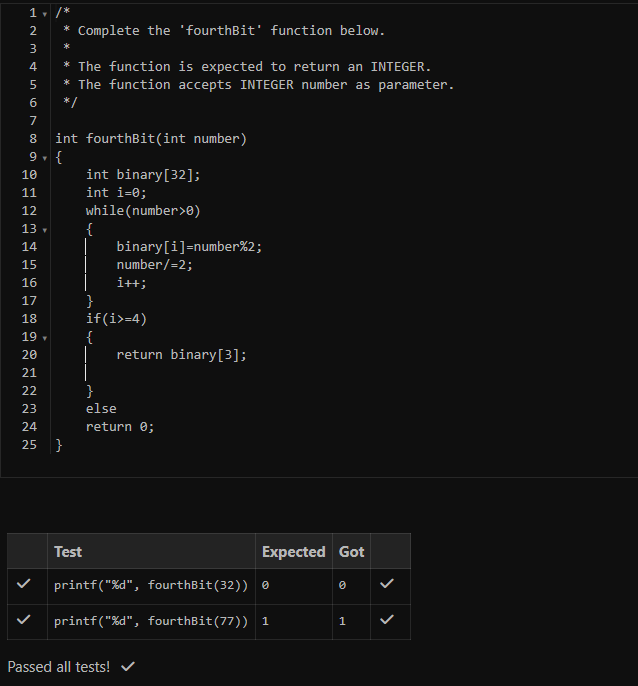 1 /*
2  * Complete the 'fourthBit' function below.
3  *
4  * The function is expected to return an INTEGER.
5  * The function accepts INTEGER number as parameter.
6  */
7
8 int fourthBit(int number)
9 {
10     int binary[32];
11     int i=0;
12     while(number>0)
13     {
14         binary[i]=number%2;
15         number/=2;
16         i++;
17     }
18     if(i>=4)
19     {
20         return binary[3];
21
22     }
23     else
24     return 0;
25 }
Test Expected Got
printf("%d", fourthBit(32)) 0 0
printf("%d", fourthBit(77)) 1 1
Passed all tests!